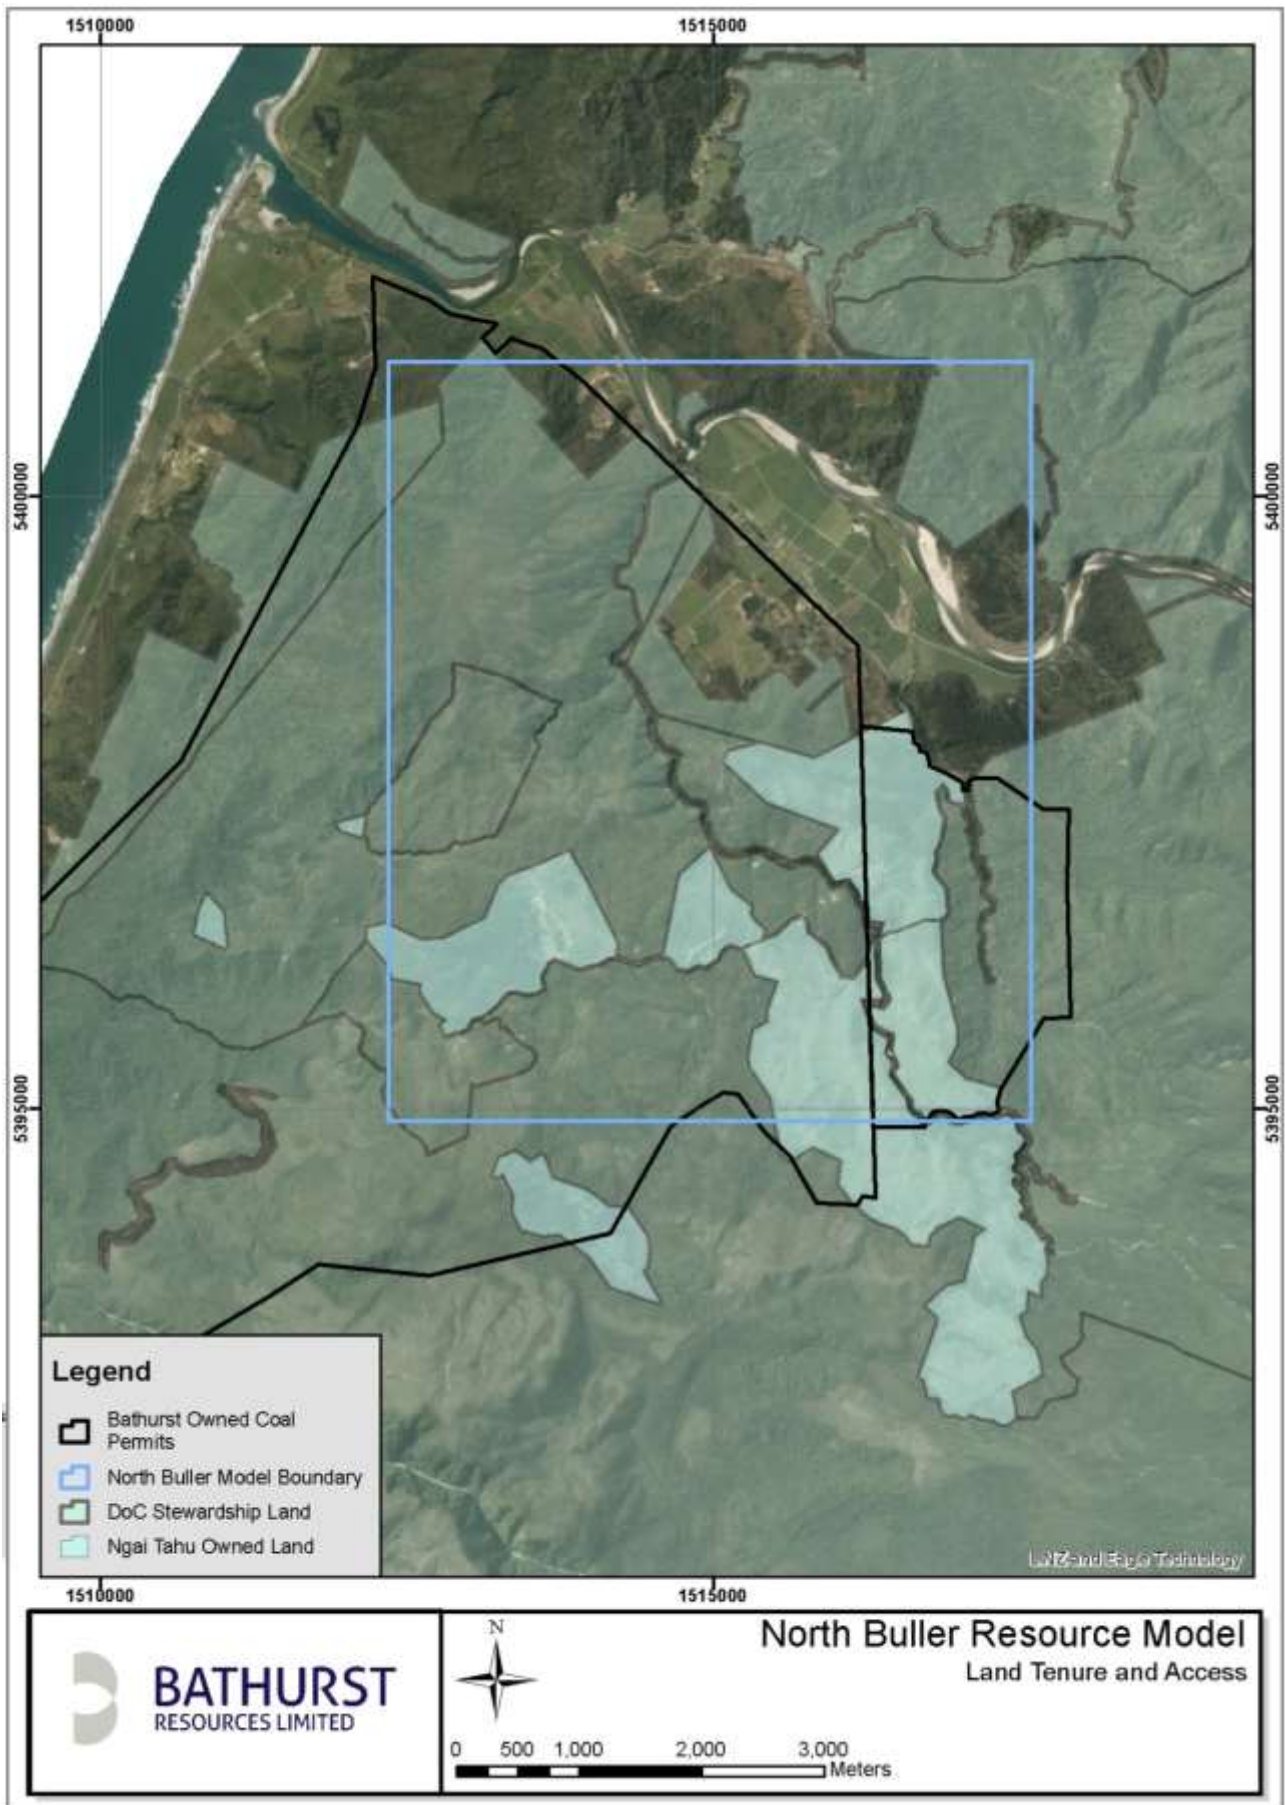 1510000
1515000
5400000
5400000
5395000
5395000
Legend
Bathurst Owned Coal
Permits
North Buller Model Boundary
DoC Stewardship Land
Ngai Tahu Owned Land
LINZ and Eagle Technology
1510000
1515000
BATHURST
RESOURCES LIMITED
N
North Buller Resource Model
Land Tenure and Access
0 500 1,000 2,000 3,000
Meters